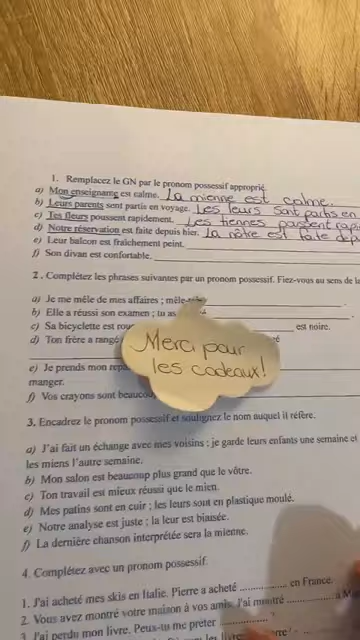 1. Remplacez le GN par le pronom possessif approprié.
a) Mon enseignante est calme. La mienne est calme.
b) Leurs parents sont partis en voyage. Les leurs sont partis en
c) Tes fleurs poussent rapidement. Les tiennes poussent rapi
d) Notre réservation est faite depuis hier. La nôtre est faite dep
e) Leur balcon est fraîchement peint.
f) Son divan est confortable.
2. Complétez les phrases suivantes par un pronom possessif. Fiez-vous au sens de la
a) Je me mêle de mes affaires ; mêle
b) Elle a réussi son examen ; tu as
c) Sa bicyclette est est noire.
d) Ton frère a rangé
Merci pour
les cadeaux!
e) Je prends mon
manger.
f) Vos crayons sont
3. Encadrez le pronom possessif et soulignez le nom auquel il réfère.
a) J'ai fait un échange avec mes voisins ; je garde leurs enfants une semaine et
les miens l'autre semaine.
b) Mon salon est beaucoup plus grand que le vôtre.
c) Ton travail est mieux réussi que le mien.
d) Mes patins sont en cuir ; les leurs sont en plastique moulé.
e) Notre analyse est juste ; la leur est biaisée.
f) La dernière chanson interprétée sera la mienne.
4. Complétez avec un pronom possessif.
1. J'ai acheté mes skis en Italie. Pierre a acheté ............... en France.
2. Vous avez montré votre maison à vos amis. J'ai montré ...............
3. J'ai perdu mon livre. Peux-tu me prêter ...............